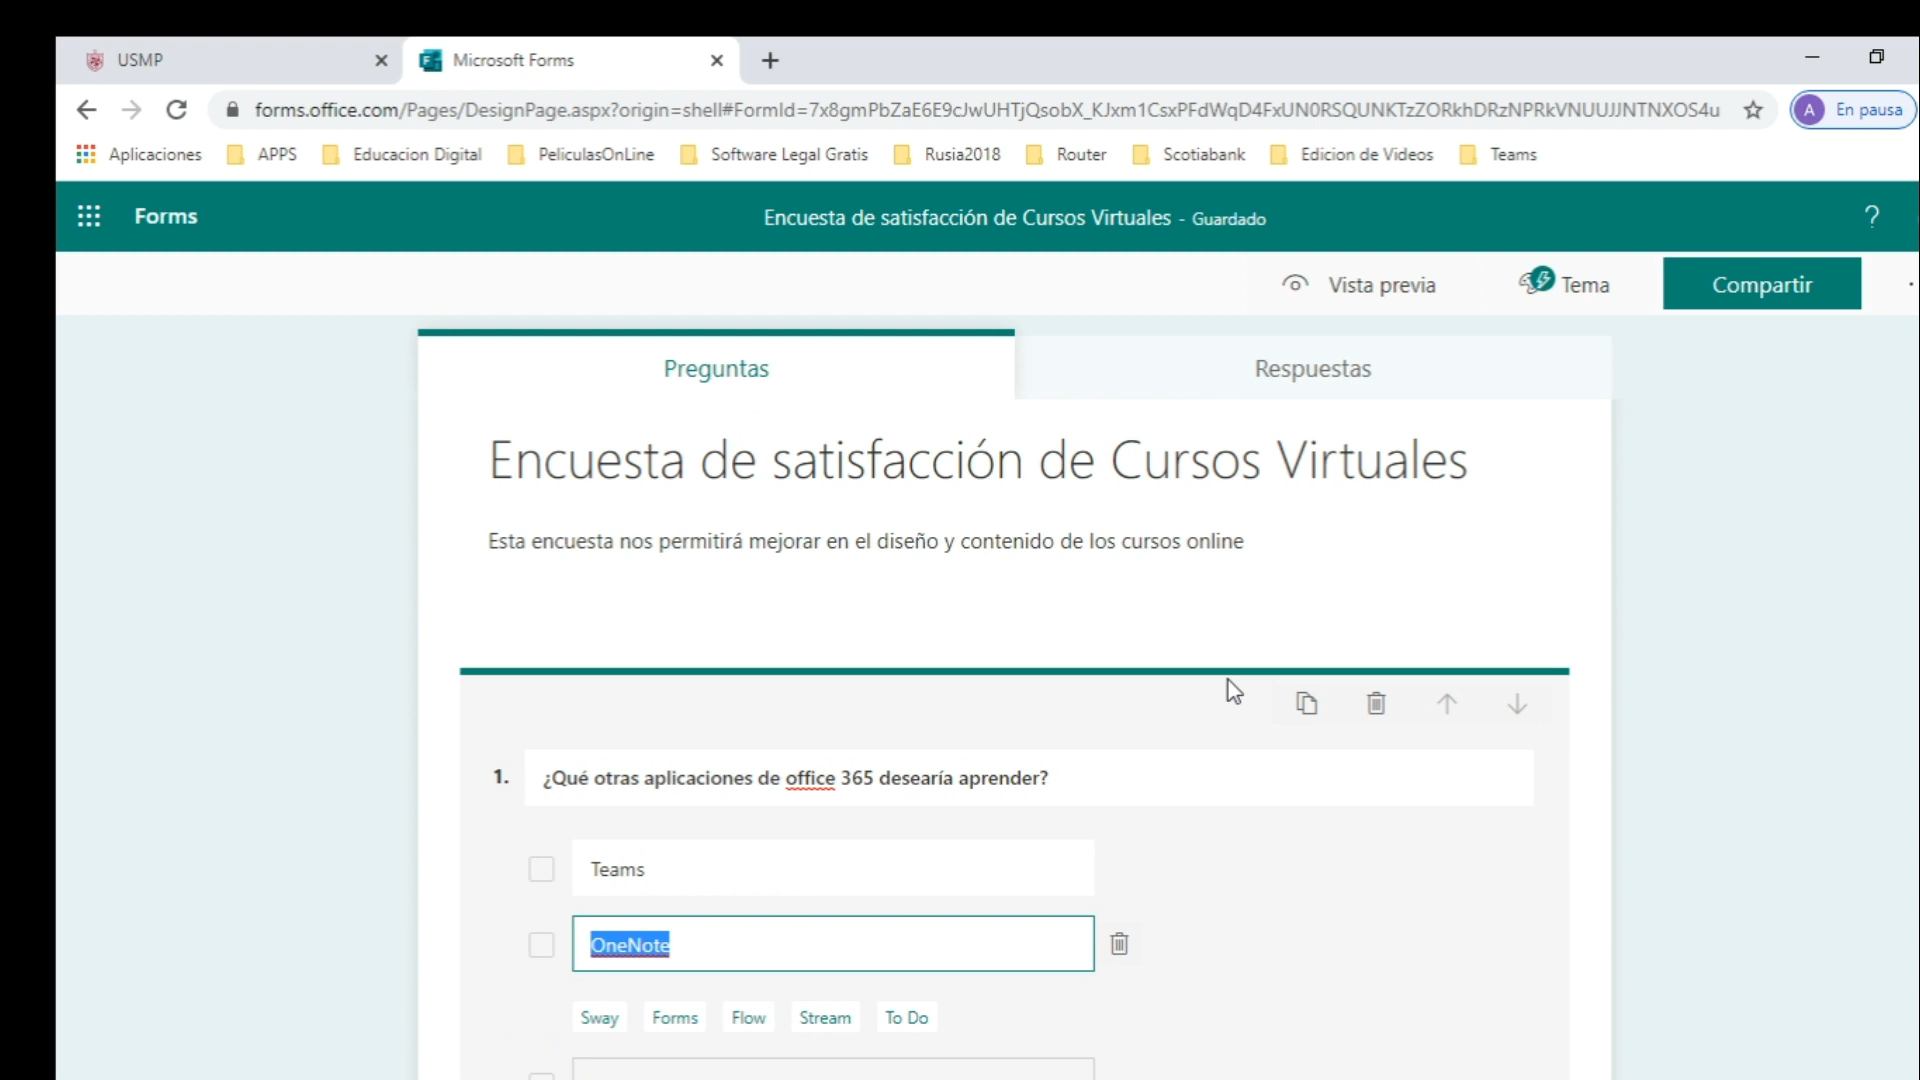 USMP
Microsoft Forms
forms.office.com/Pages/DesignPage.aspx?origin=shell#FormId=7x8gmPbZaE6E9cJwUHTjQsobX_KJxm1CsxPFdWqD4FxUN0RSQUNKTzZORkhDRzNPRkVNUUJJNTNXOS4u
A En pausa
Aplicaciones APPS Educacion Digital PeliculasOnLine Software Legal Gratis Rusia2018 Router Scotiabank Edicion de Videos Teams
Forms
Encuesta de satisfacción de Cursos Virtuales - Guardado
?
Vista previa
Tema
Compartir
Preguntas
Respuestas
Encuesta de satisfacción de Cursos Virtuales
Esta encuesta nos permitirá mejorar en el diseño y contenido de los cursos online
1. ¿Qué otras aplicaciones de office 365 desearía aprender?
Teams
OneNote
Sway Forms Flow Stream To Do